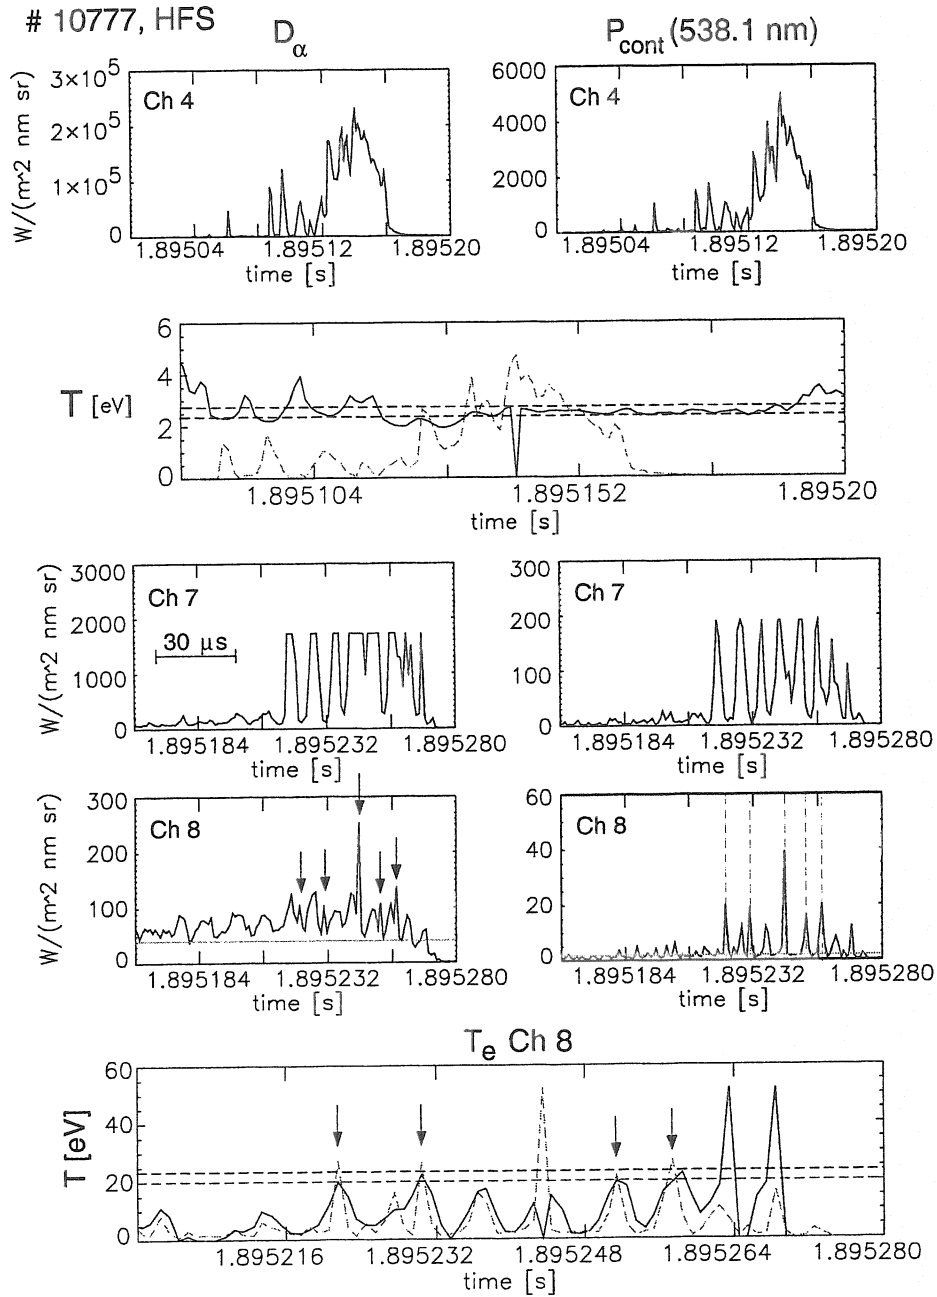 # 10777, HFS
Dα
Pcont (538.1 nm)
W/(m^2 nm sr)
3×10^5
2×10^5
1×10^5
0
Ch 4
1.89504 1.89512 1.89520
time [s]
6000
4000
2000
0
Ch 4
1.89504 1.89512 1.89520
time [s]
T [eV]
6
4
2
0
1.895104 1.895152 1.89520
time [s]
W/(m^2 nm sr)
3000
2000
1000
0
Ch 7
30 μs
1.895184 1.895232 1.895280
time [s]
300
200
100
0
Ch 7
1.895184 1.895232 1.895280
time [s]
W/(m^2 nm sr)
300
200
100
0
Ch 8
1.895184 1.895232 1.895280
time [s]
60
40
20
0
Ch 8
1.895184 1.895232 1.895280
time [s]
Te Ch 8
T [eV]
60
40
20
0
1.895216 1.895232 1.895248 1.895264 1.895280
time [s]